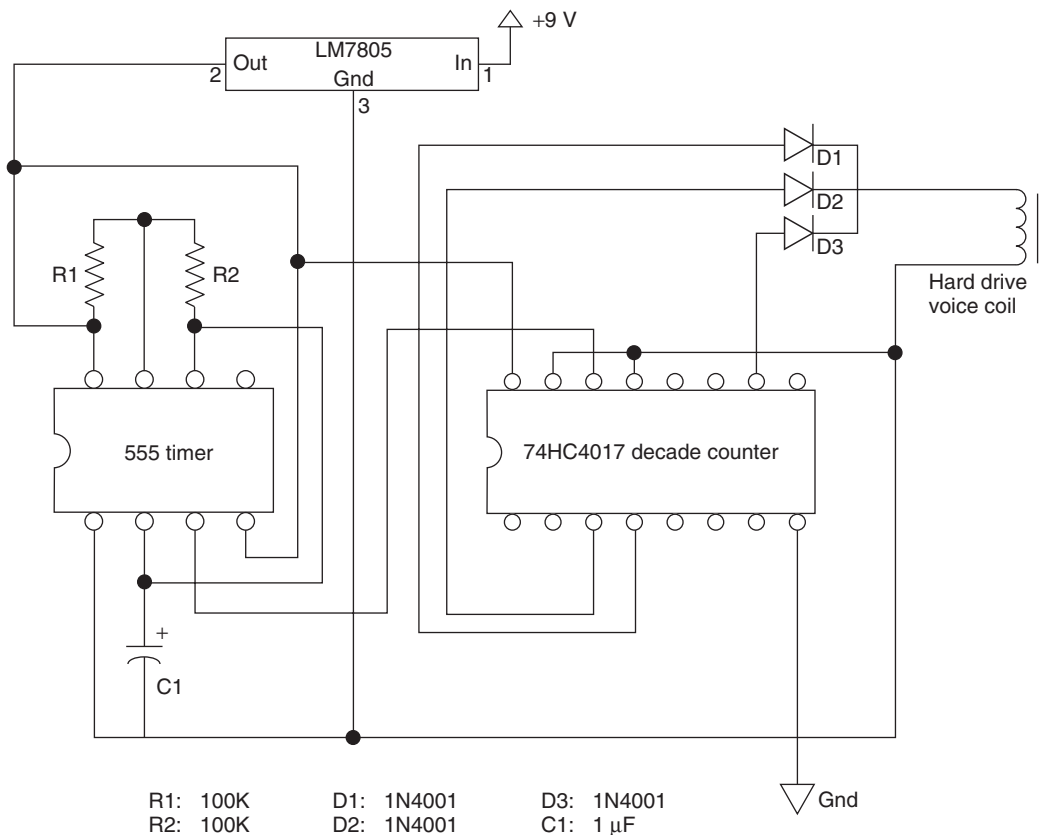 +9 V
LM7805
2 Out In 1
Gnd
3
D1
D2
D3
R1
R2
Hard drive
voice coil
555 timer
74HC4017 decade counter
+
C1
Gnd
R1: 100K D1: 1N4001 D3: 1N4001
R2: 100K D2: 1N4001 C1: 1 μF